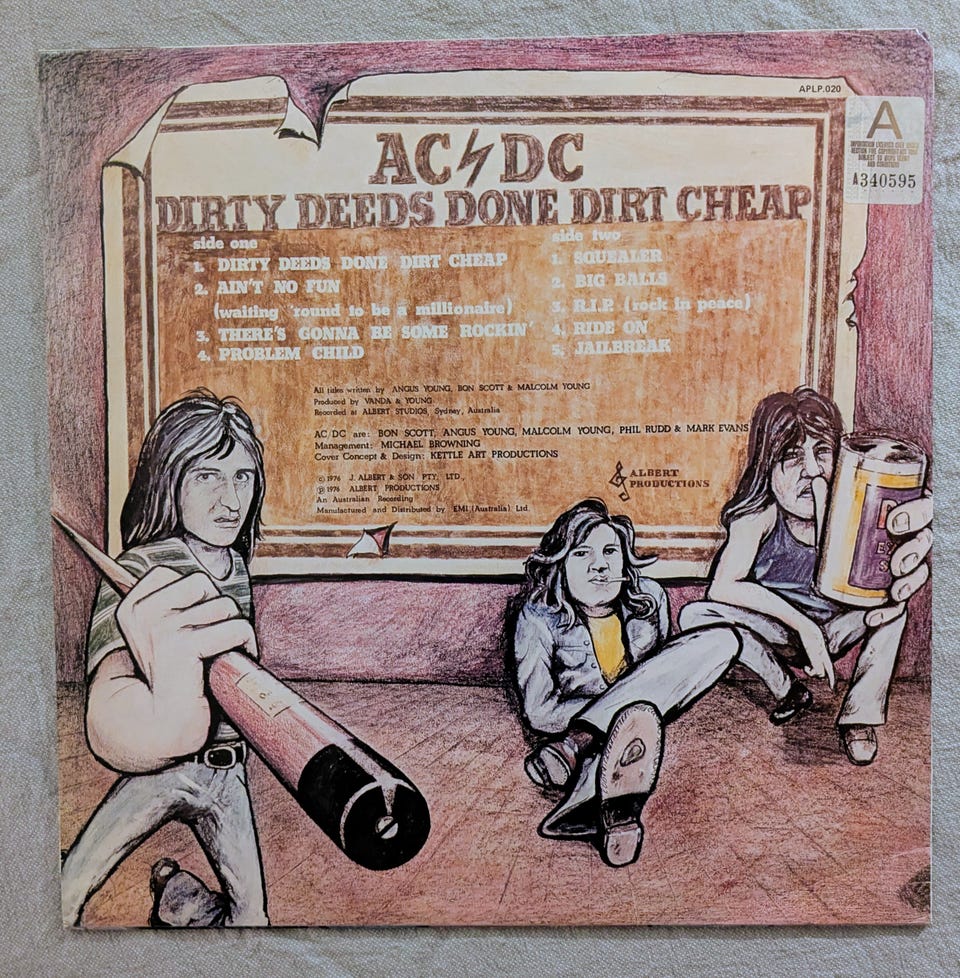 APLP.020
A
A340595
AC⚡DC
DIRTY DEEDS DONE DIRT CHEAP
side one
1. DIRTY DEEDS DONE DIRT CHEAP
2. AIN'T NO FUN
(waiting 'round to be a millionaire)
3. THERE'S GONNA BE SOME ROCKIN'
4. PROBLEM CHILD
side two
1. SQUEALER
2. BIG BALLS
3. R.I.P. (rock in peace)
4. RIDE ON
5. JAILBREAK
All titles written by ANGUS YOUNG, BON SCOTT & MALCOLM YOUNG
Produced by VANDA & YOUNG
Recorded at ALBERT STUDIOS, Sydney, Australia
AC/DC are: BON SCOTT, ANGUS YOUNG, MALCOLM YOUNG, PHIL RUDD & MARK EVANS
Management: MICHAEL BROWNING
Cover Concept & Design: KETTLE ART PRODUCTIONS
© 1976 J. ALBERT & SON PTY. LTD.,
℗ 1976 ALBERT PRODUCTIONS
An Australian Recording
Manufactured and Distributed by EMI (Australia) Ltd.
ALBERT
PRODUCTIONS